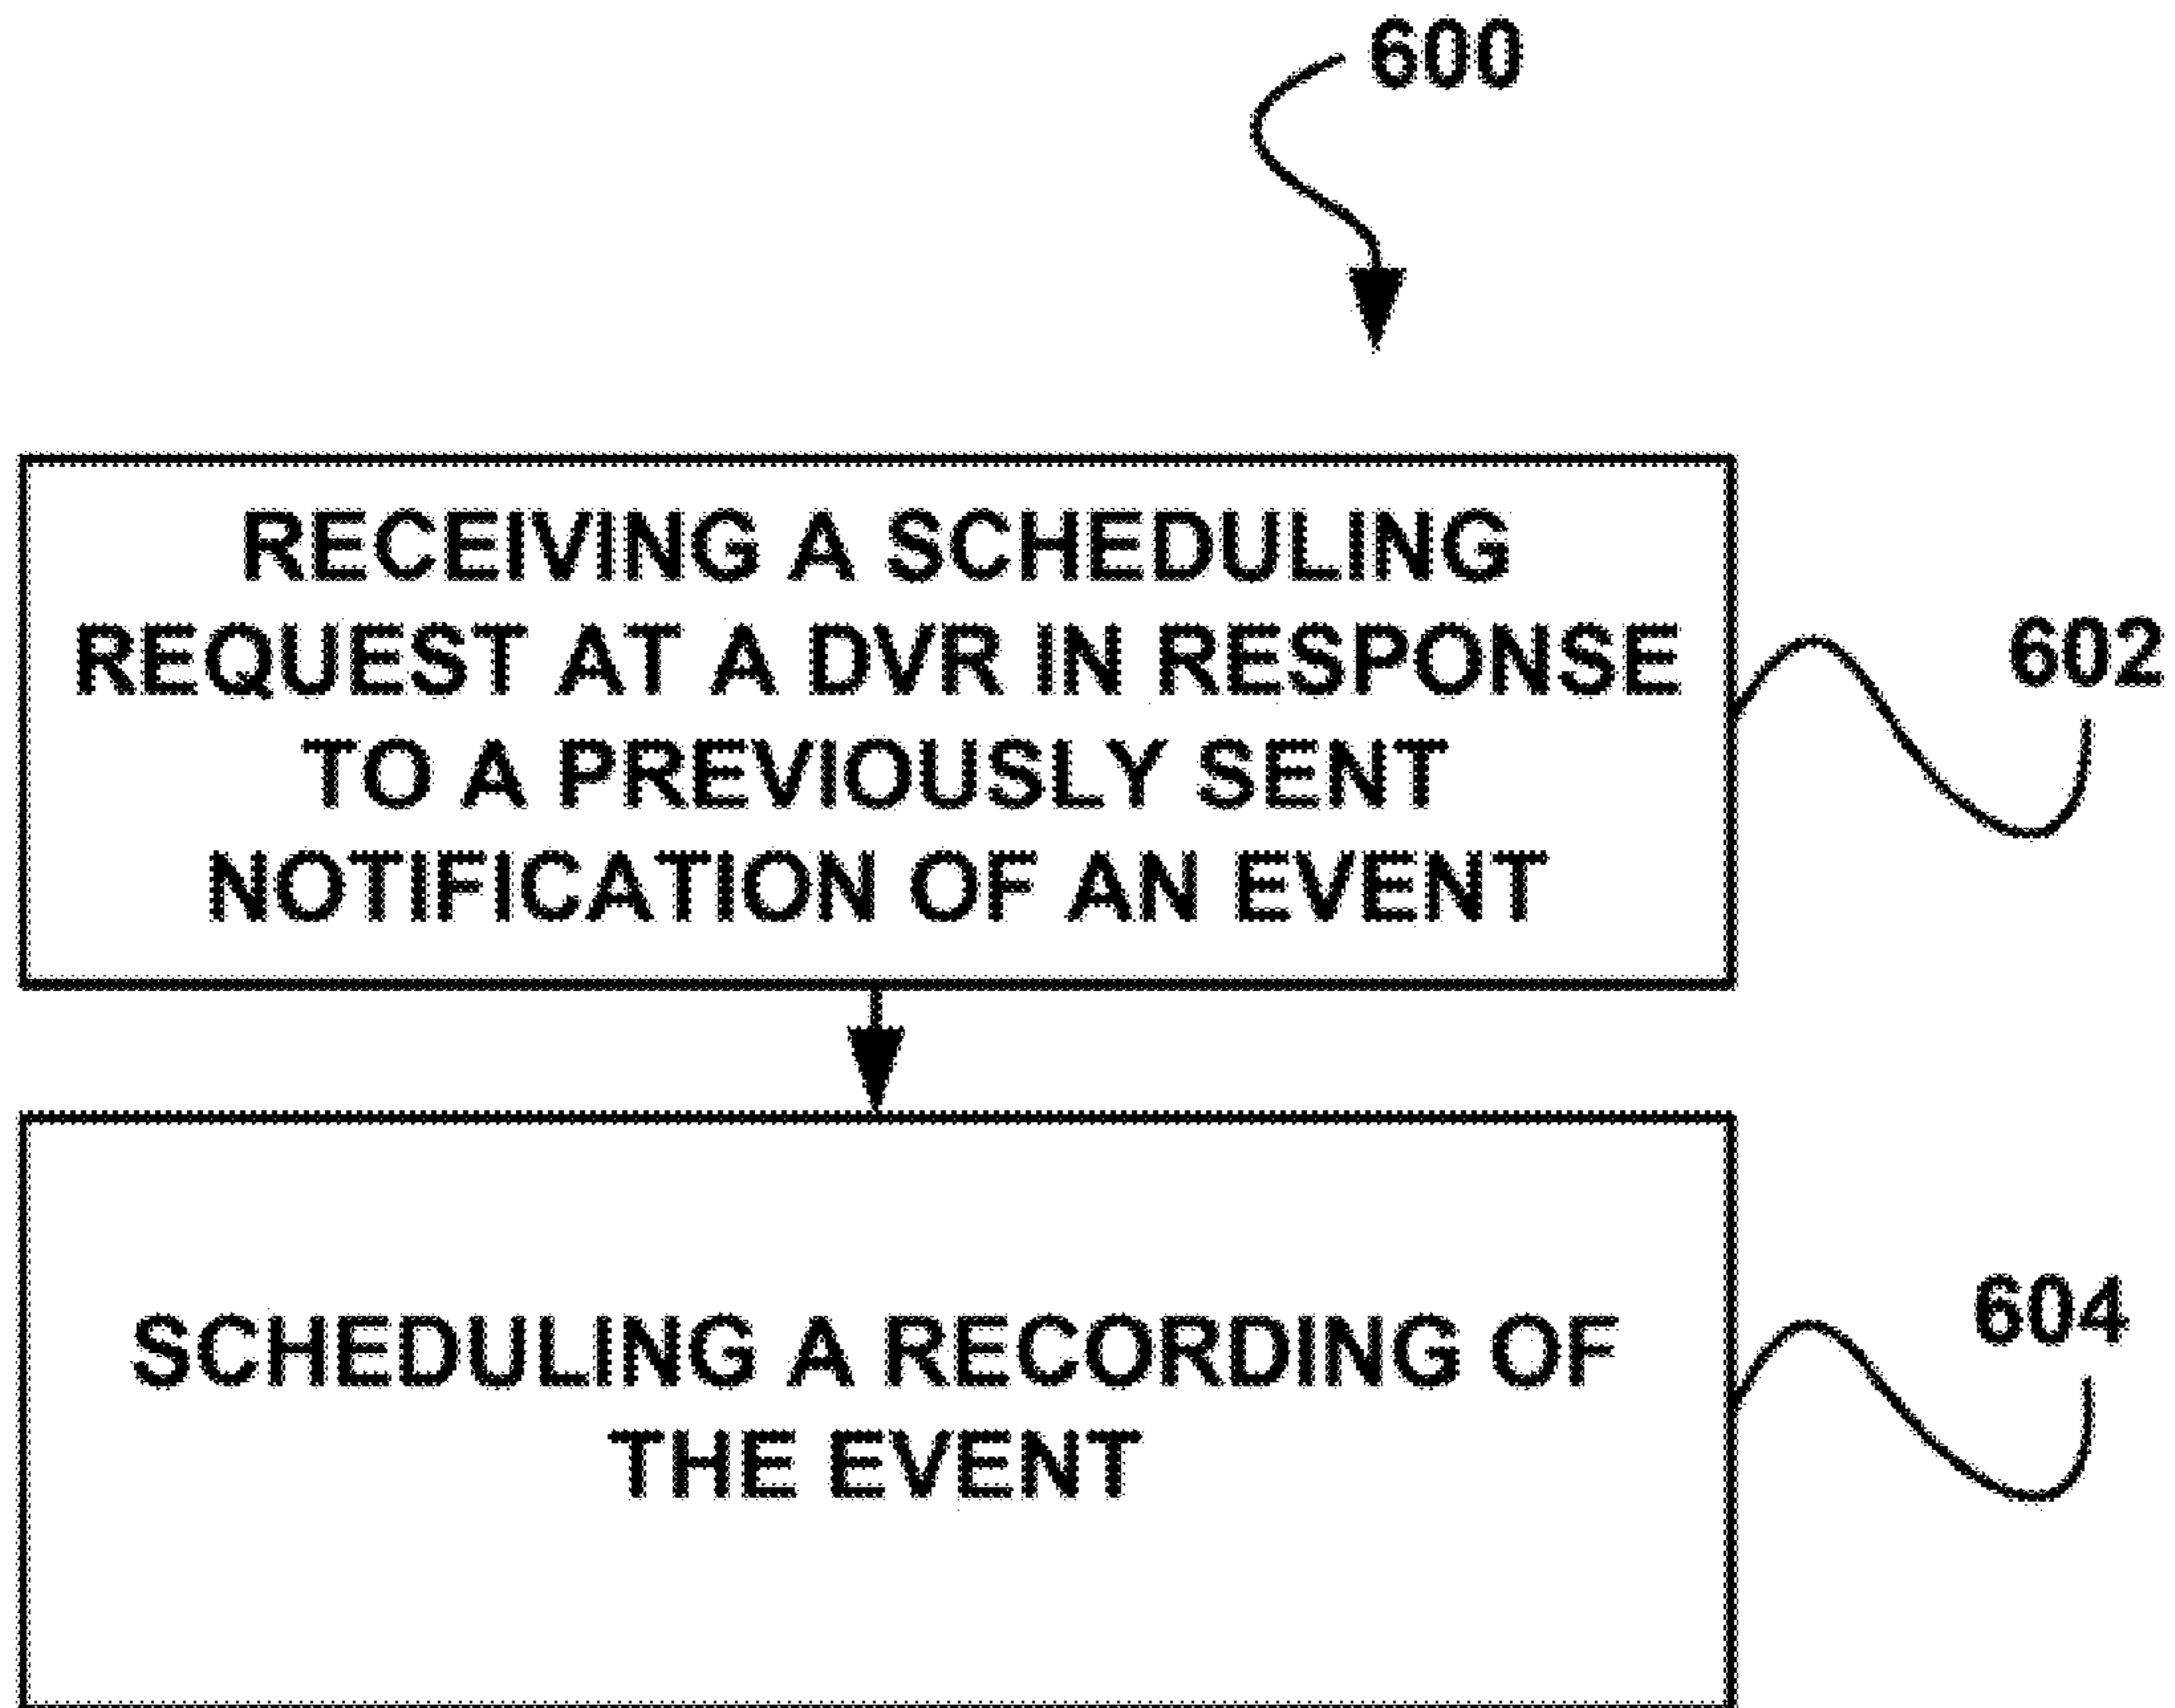 600
RECEIVING A SCHEDULING
REQUEST AT A DVR IN RESPONSE
TO A PREVIOUSLY SENT
NOTIFICATION OF AN EVENT
602
SCHEDULING A RECORDING OF
THE EVENT
604